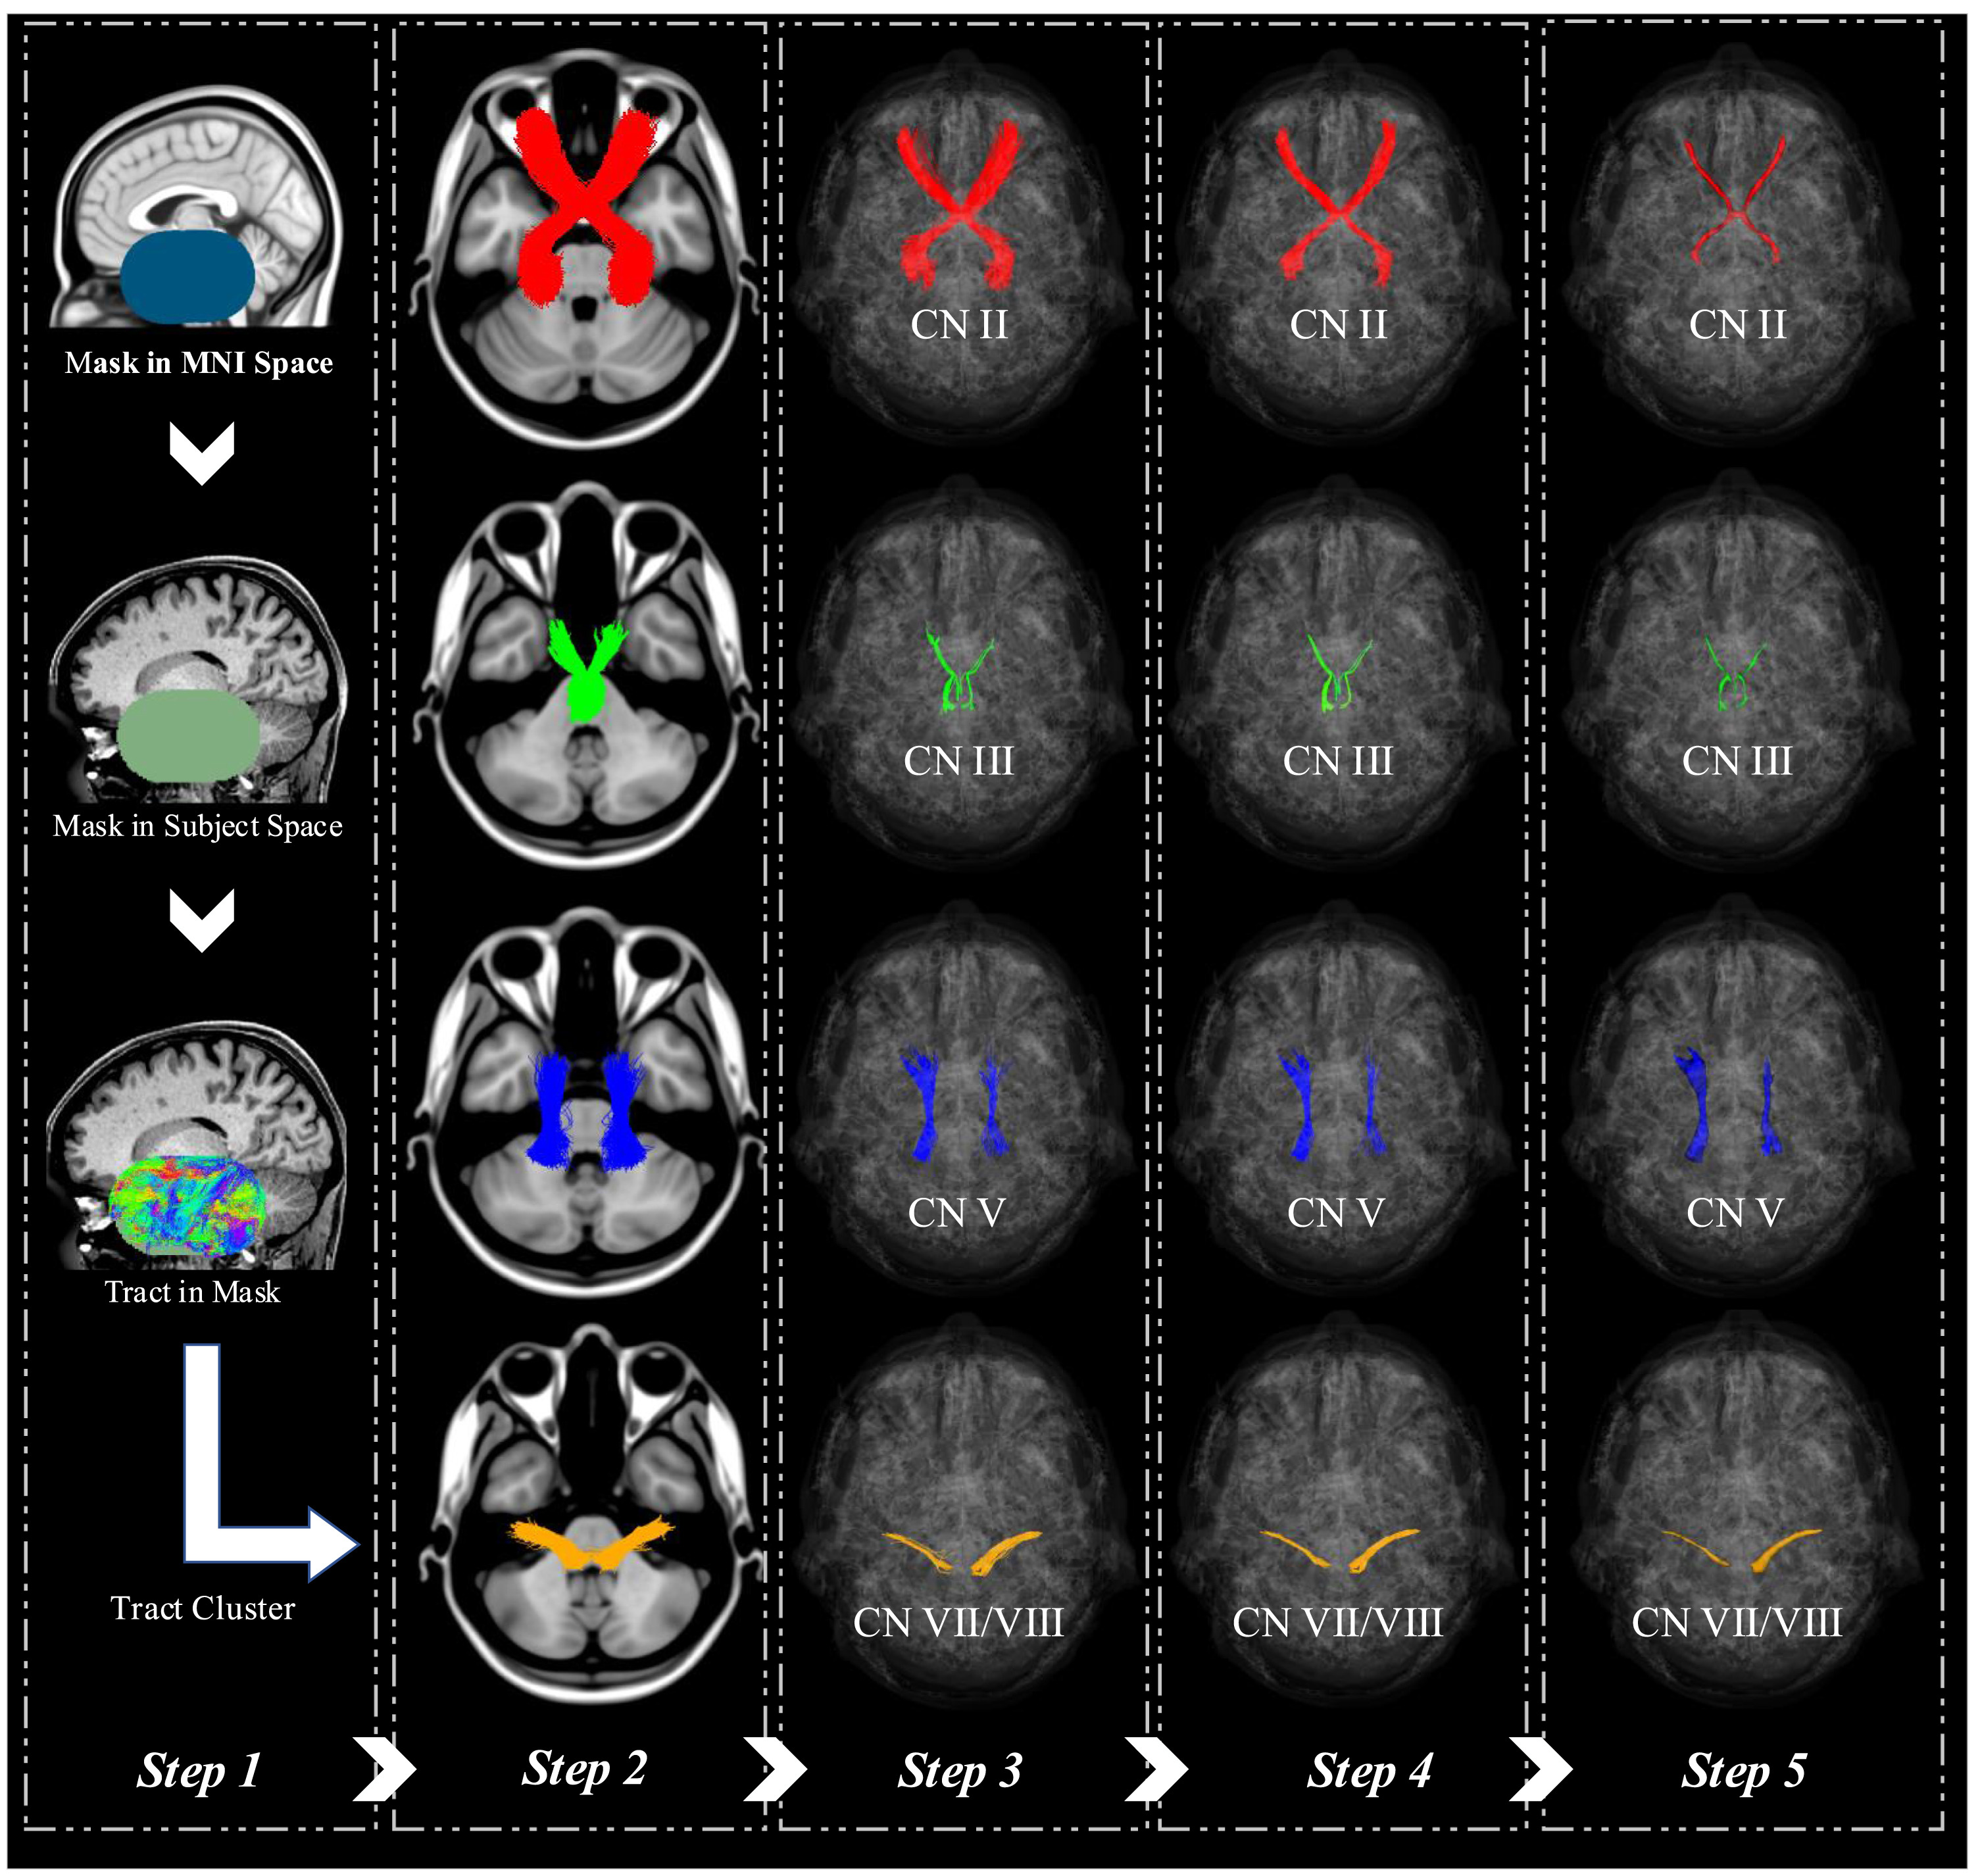 Mask in MNI Space
Mask in Subject Space
Tract in Mask
Tract Cluster
CN II
CN II
CN II
CN III
CN III
CN III
CN V
CN V
CN V
CN VII/VIII
CN VII/VIII
CN VII/VIII
Step 1
Step 2
Step 3
Step 4
Step 5